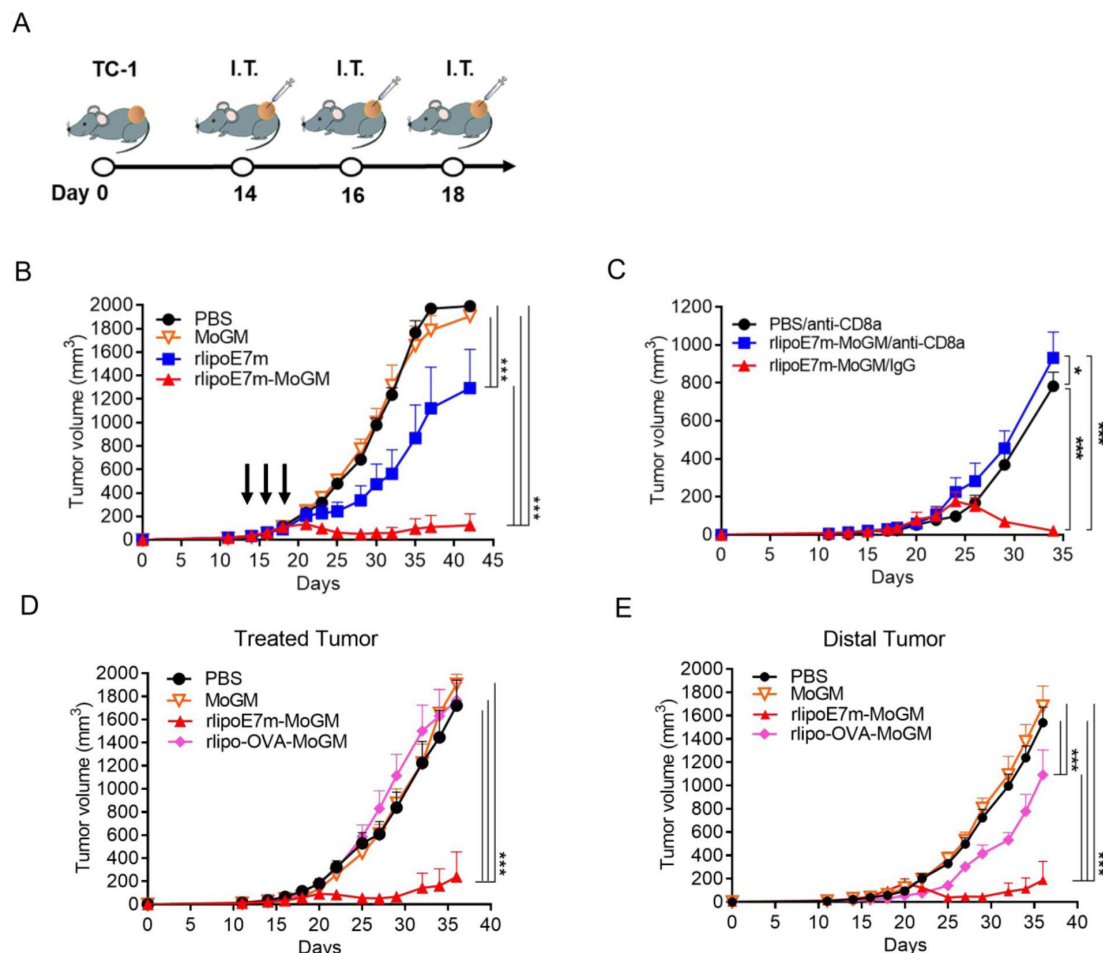 A
TC-1 I.T. I.T. I.T.
Day 0 14 16 18
B
Tumor volume (mm3)
2000
1800
1600
1400
1200
1000
800
600
400
200
0
PBS
MoGM
rlipoE7m
rlipoE7m-MoGM
***
***
0 5 10 15 20 25 30 35 40 45
Days
C
Tumor volume (mm3)
1200
1000
800
600
400
200
0
PBS/anti-CD8a
rlipoE7m-MoGM/anti-CD8a
rlipoE7m-MoGM/IgG
*
***
***
0 5 10 15 20 25 30 35
Days
D
Treated Tumor
Tumor volume (mm3)
2000
1800
1600
1400
1200
1000
800
600
400
200
0
PBS
MoGM
rlipoE7m-MoGM
rlipo-OVA-MoGM
***
0 5 10 15 20 25 30 35 40
Days
E
Distal Tumor
Tumor volume (mm3)
2000
1800
1600
1400
1200
1000
800
600
400
200
0
PBS
MoGM
rlipoE7m-MoGM
rlipo-OVA-MoGM
***
***
0 5 10 15 20 25 30 35 40
Days